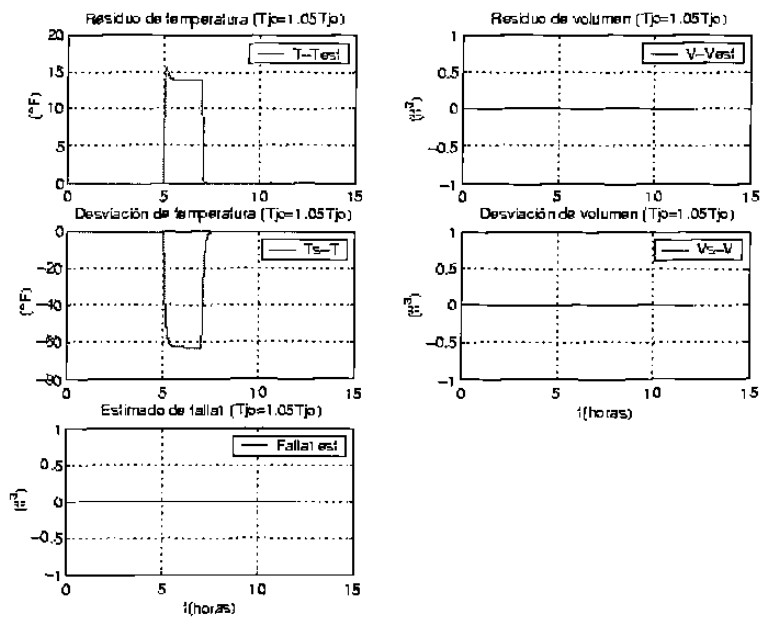 Residuo de temperatura (Tjo=1.05Tjo)
20
15
10
5
0
(°F)
T-Test
0
5
10
15
Residuo de volumen (Tjo=1.05Tjo)
1
0.5
0
-0.5
-1
(ft³)
V-Vest
0
5
10
15
Desviación de temperatura (Tjo=1.05Tjo)
0
-20
-40
-60
-80
(°F)
Ts-T
0
5
10
15
Desviación de volumen (Tjo=1.05Tjo)
1
0.5
0
-0.5
-1
(ft³)
Vs-V
0
5
10
15
t(horas)
Estimado de falla1 (Tjo=1.05Tjo)
1
0.5
0
-0.5
-1
(ft³)
Falla1 est
0
5
10
15
t(horas)